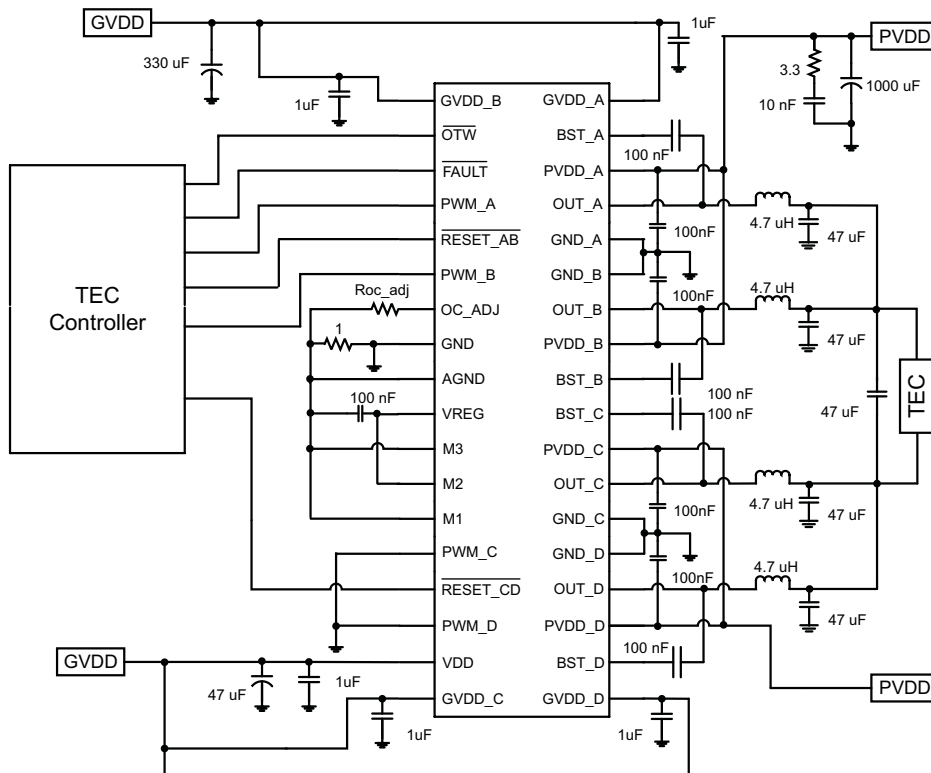 GVDD
1uF
PVDD
330 uF
3.3
1000 uF
10 nF
1uF
GVDD_B
GVDD_A
OTW
BST_A
100 nF
FAULT
PVDD_A
PWM_A
OUT_A
4.7 uH
47 uF
100nF
RESET_AB
GND_A
PWM_B
GND_B
TEC
Controller
Roc_adj
100nF
4.7 uH
OC_ADJ
OUT_B
1
GND
PVDD_B
47 uF
AGND
BST_B
TEC
100 nF
100 nF
47 uF
VREG
BST_C
100 nF
M3
PVDD_C
M2
OUT_C
4.7 uH
47 uF
100nF
M1
GND_C
PWM_C
GND_D
4.7 uH
100nF
RESET_CD
OUT_D
47 uF
PWM_D
PVDD_D
100 nF
GVDD
VDD
BST_D
47 uF
1uF
PVDD
GVDD_C
GVDD_D
1uF
1uF